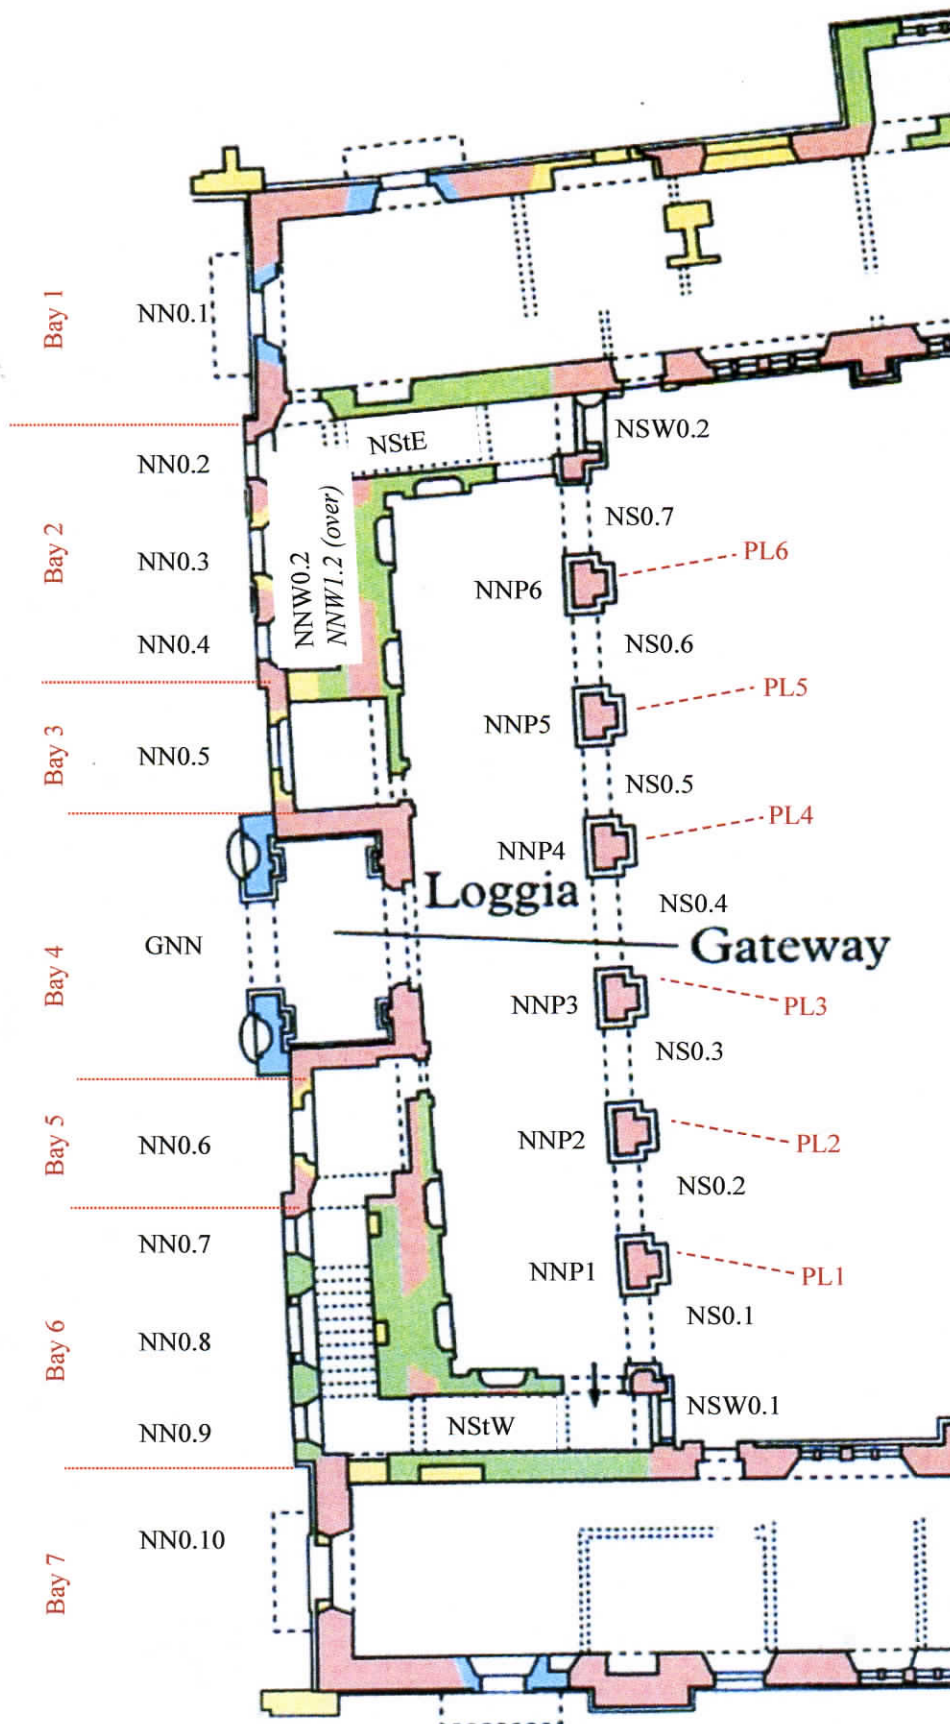 Bay 1
NN0.1
NSW0.2
NStE
NN0.2
NS0.7
Bay 2
NN0.3
NNW0.2
NNW1.2 (over)
NNP6
PL6
NN0.4
NS0.6
PL5
NNP5
Bay 3
NN0.5
NS0.5
PL4
NNP4
Loggia
NS0.4
Bay 4
GNN
Gateway
NNP3
PL3
NS0.3
Bay 5
NN0.6
NNP2
PL2
NS0.2
NN0.7
NNP1
PL1
NS0.1
Bay 6
NN0.8
NSW0.1
NN0.9
NStW
NN0.10
Bay 7